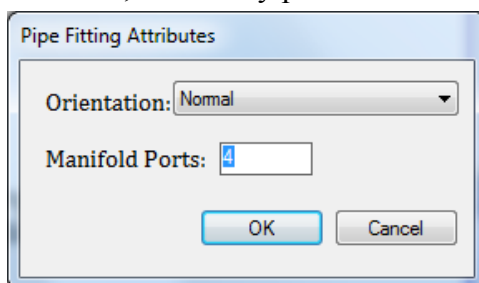 Pipe Fitting Attributes
Orientation: Normal
Manifold Ports: 4
OK Cancel